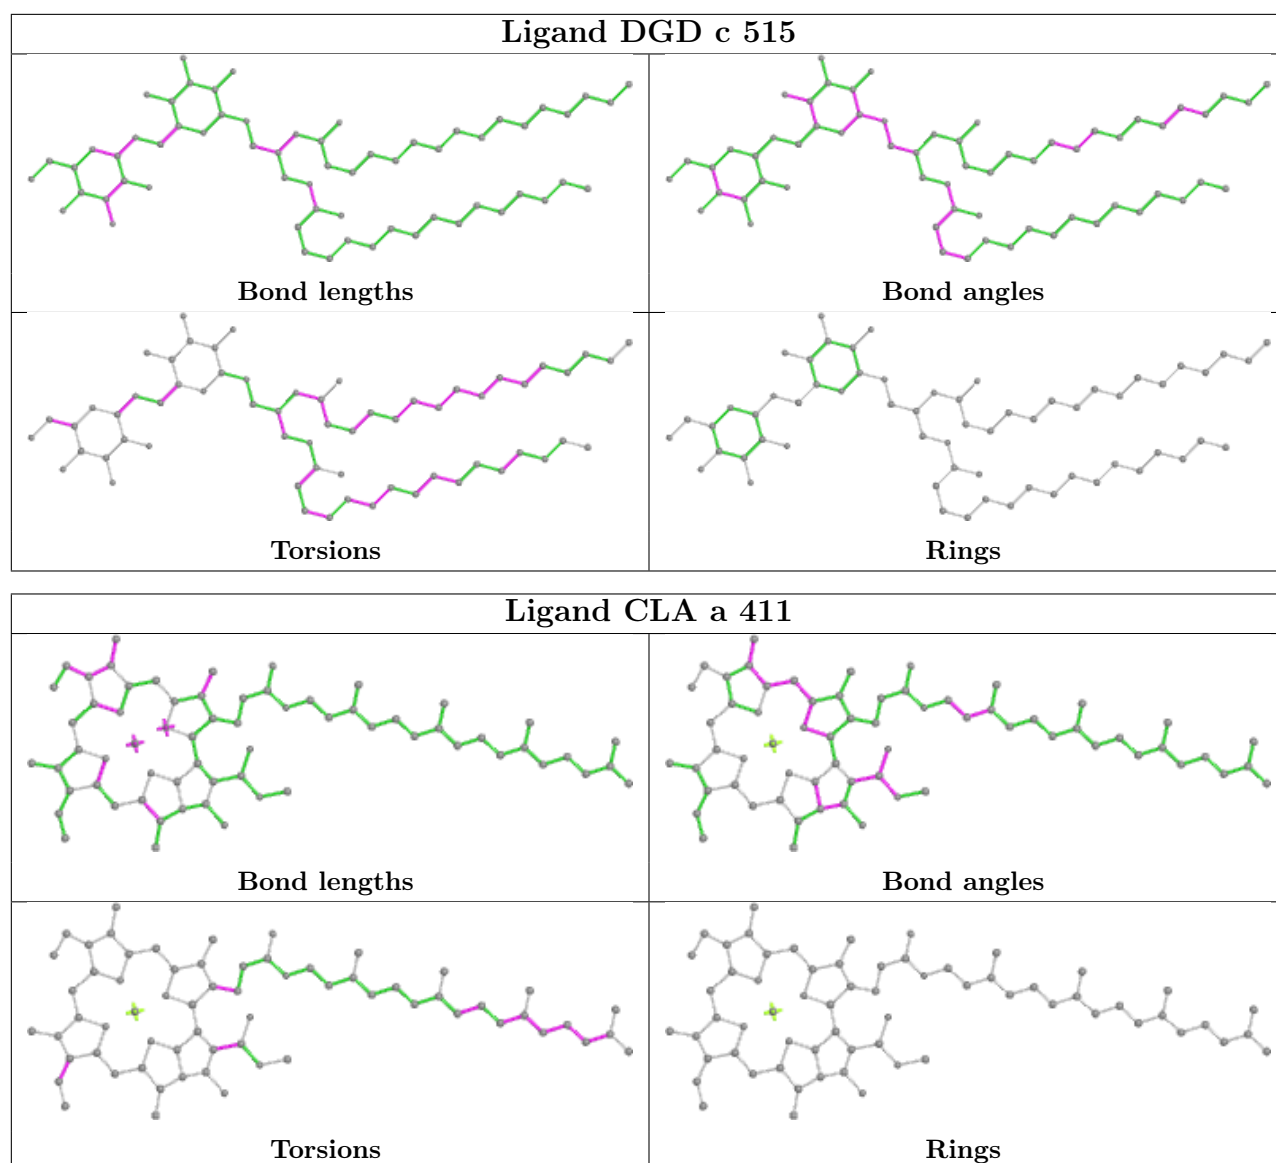 Ligand DGD c 515
Bond lengths
Bond angles
Torsions
Rings
Ligand CLA a 411
Bond lengths
Bond angles
Torsions
Rings